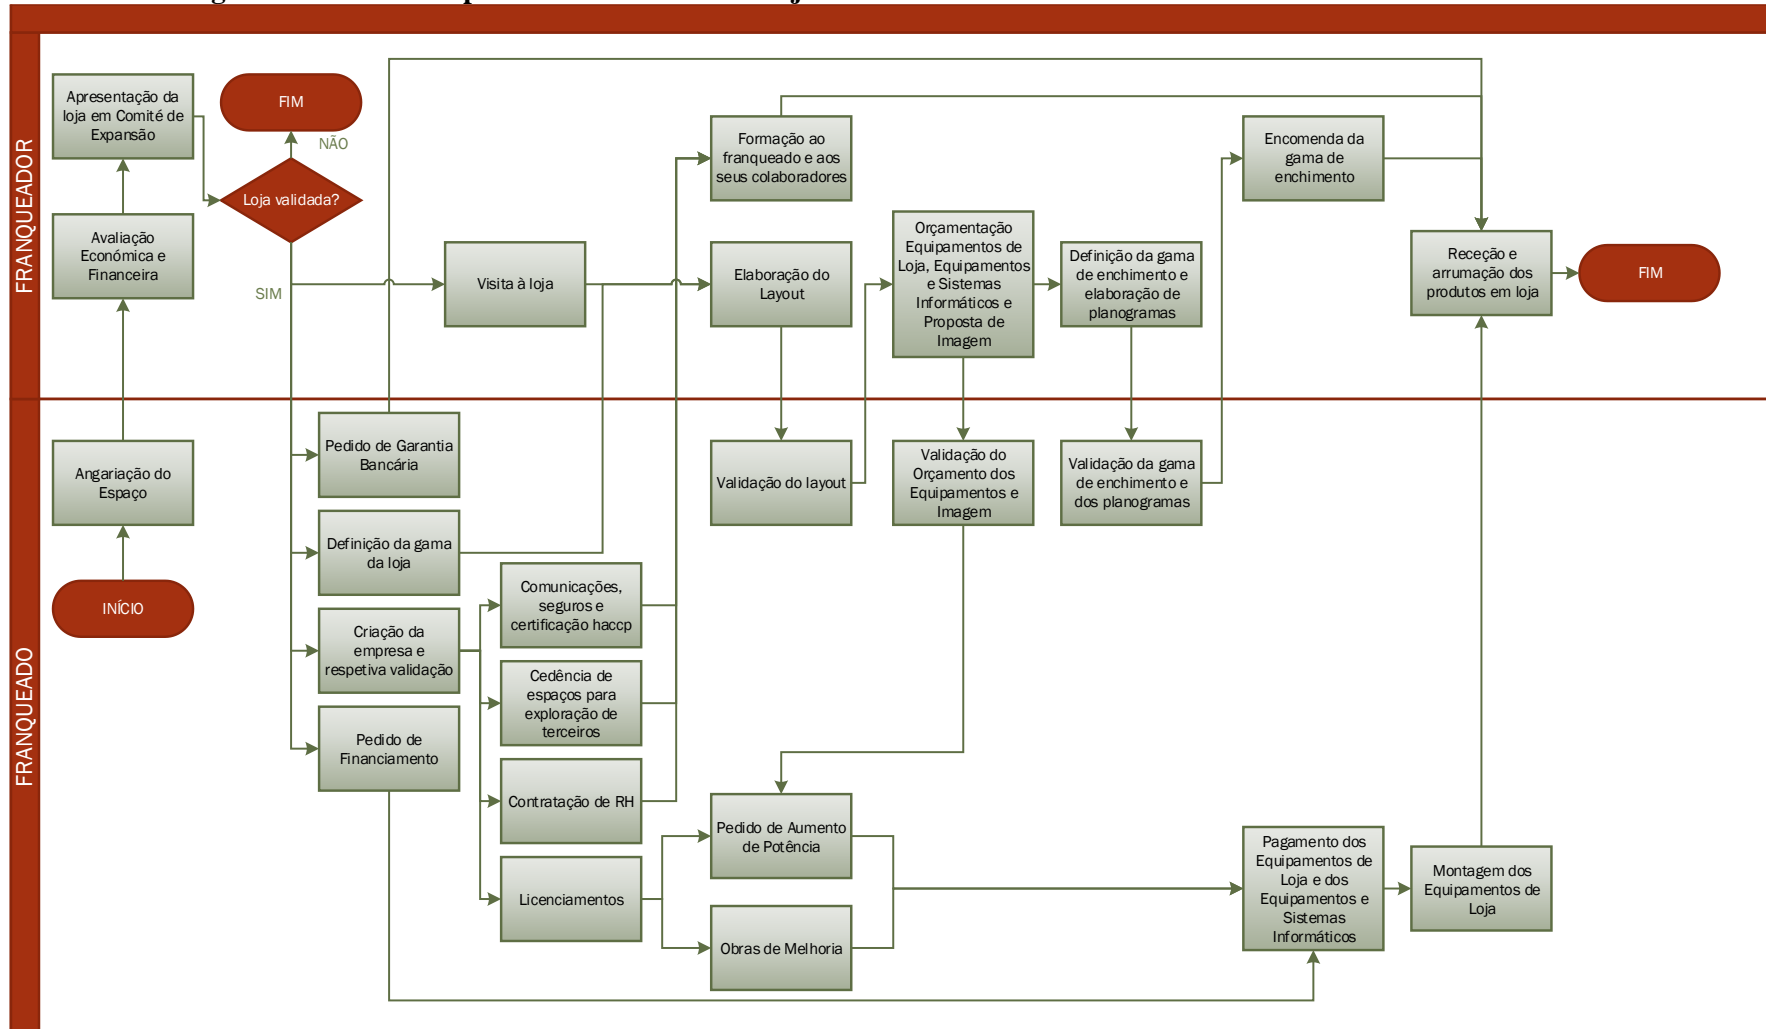 FRANQUEADOR
Apresentação da
loja em Comité de
Expansão
FIM
NÃO
Loja validada?
SIM
Avaliação
Económica e
Financeira
Visita à loja
Formação ao
franqueado e aos
seus colaboradores
Elaboração do
Layout
Orçamentação
Equipamentos de
Loja, Equipamentos
e Sistemas
Informáticos e
Proposta de
Imagem
Definição da gama
de enchimento e
elaboração de
planogramas
Encomenda da
gama de
enchimento
Receção e
arrumação dos
produtos em loja
FIM
FRANQUEADO
Angariação do
Espaço
INÍCIO
Pedido de Garantia
Bancária
Definição da gama
da loja
Criação da
empresa e
respetiva validação
Pedido de
Financiamento
Comunicações,
seguros e
certificação haccp
Cedência de
espaços para
exploração de
terceiros
Contratação de RH
Licenciamentos
Validação do layout
Validação do
Orçamento dos
Equipamentos e
Imagem
Validação da gama
de enchimento e
dos planogramas
Pedido de Aumento
de Potência
Obras de Melhoria
Pagamento dos
Equipamentos de
Loja e dos
Equipamentos e
Sistemas
Informáticos
Montagem dos
Equipamentos de
Loja